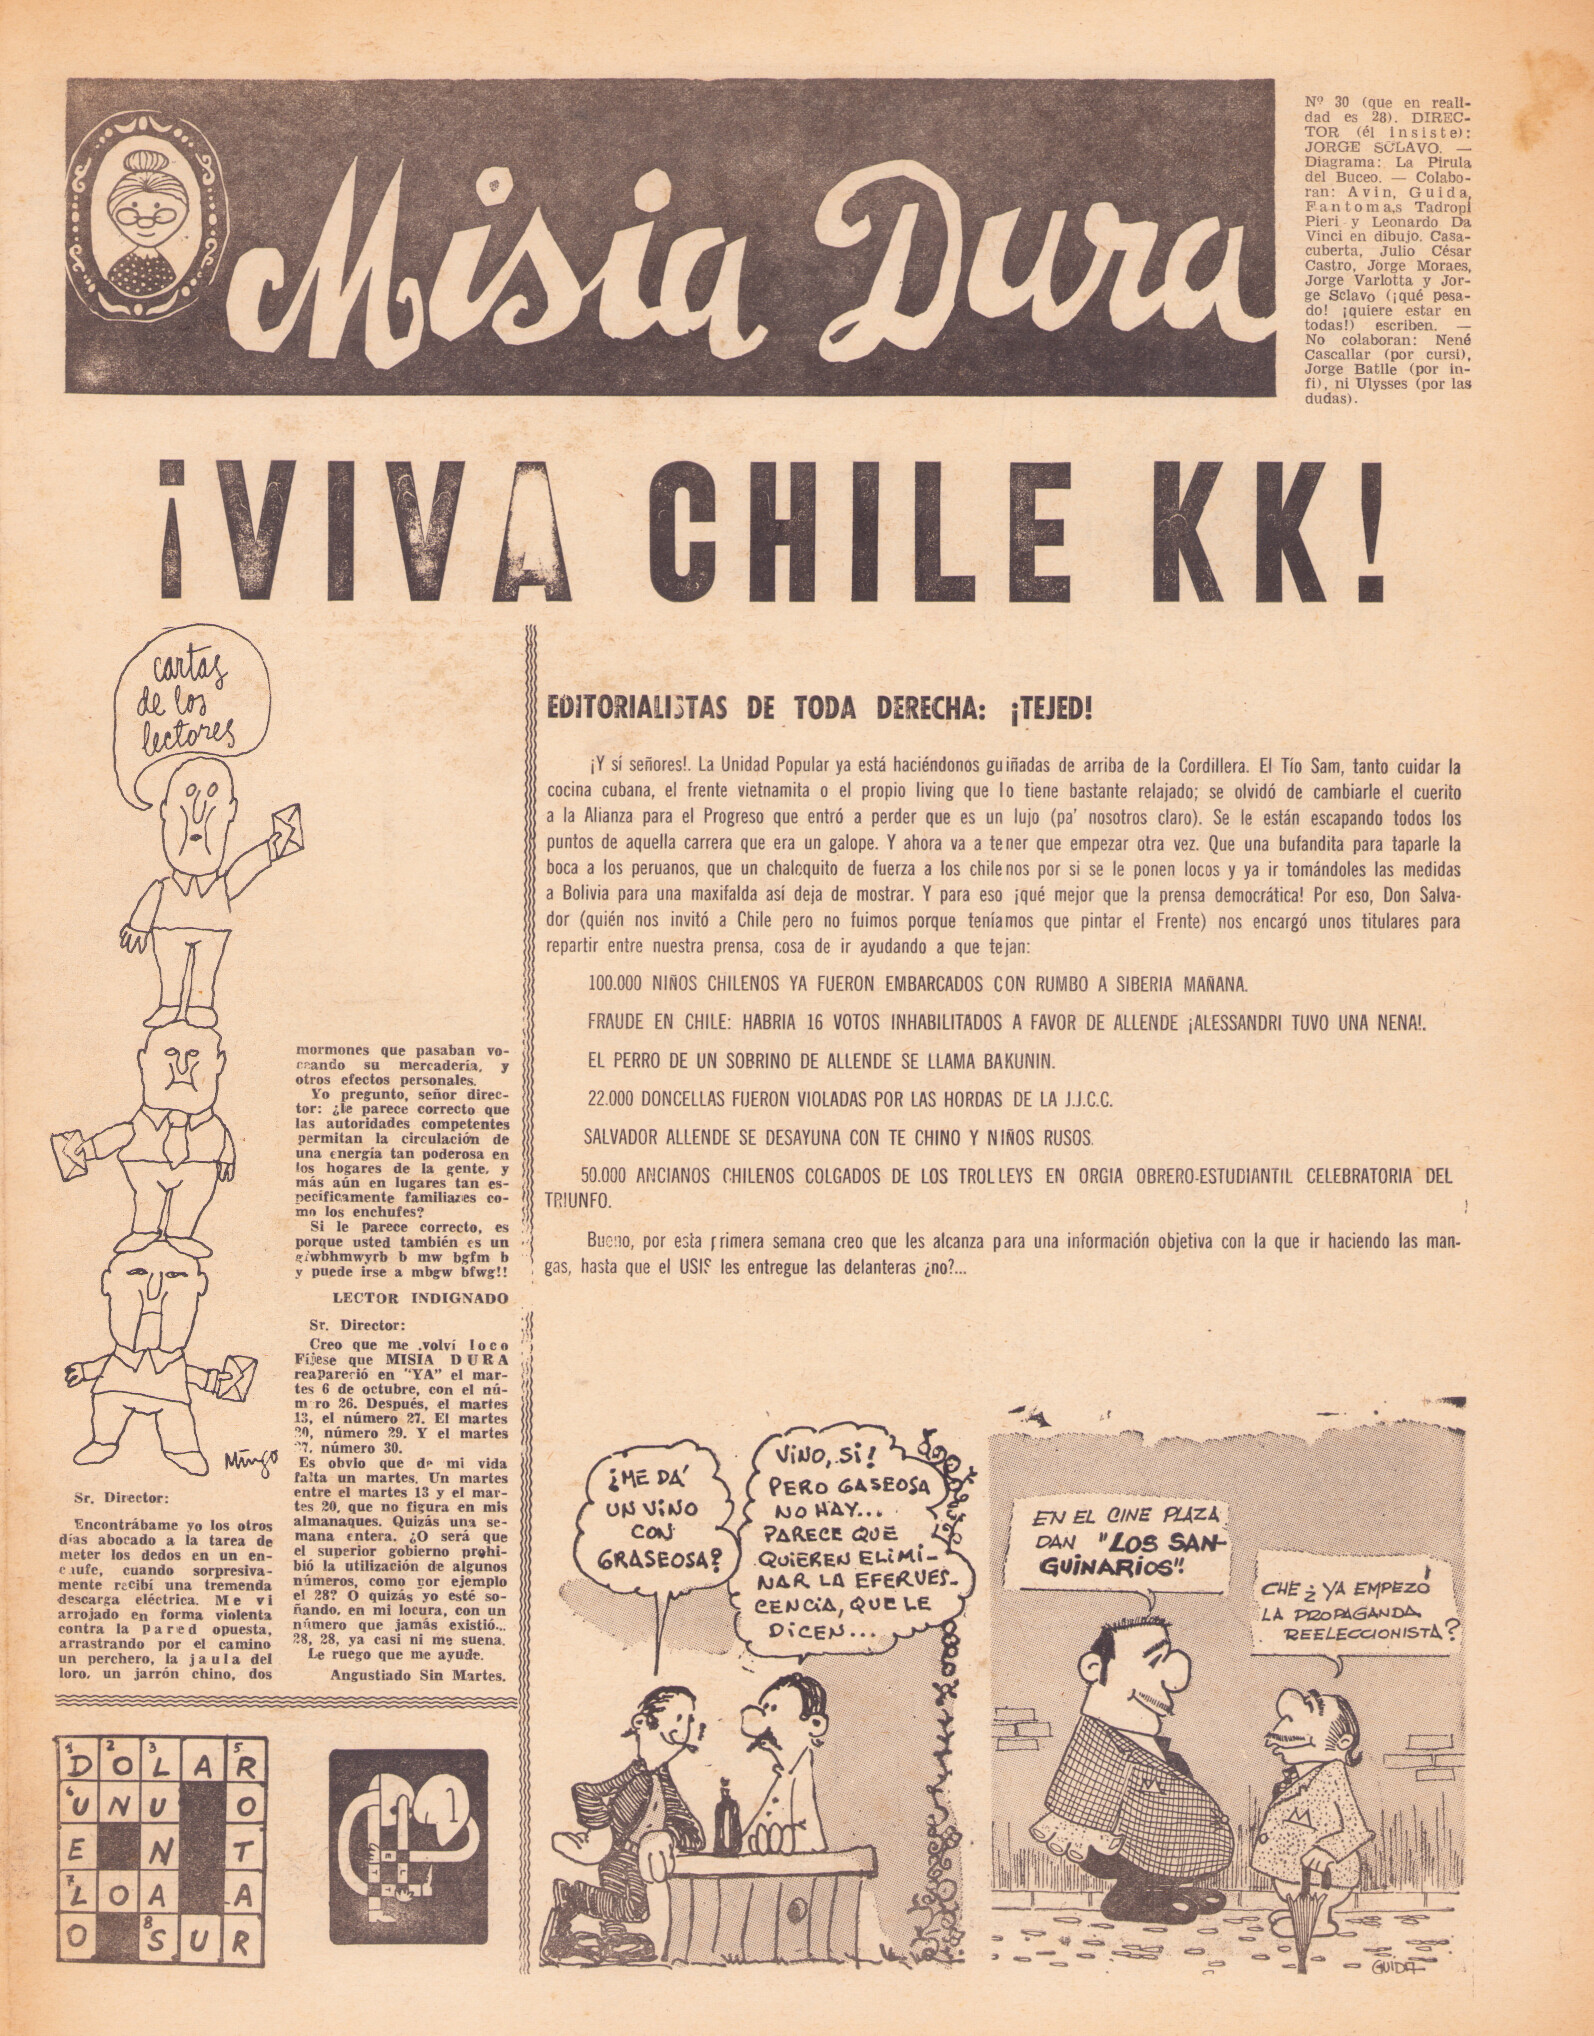 Misia Dura
Nº 30 (que en reali-
dad es 28). DIREC-
TOR (él insiste):
JORGE SCLAVO. —
Diagrama: La Pirula
del Buceo. — Colabo-
ran: Avin, Guida,
Fantomas Tadropi
Pieri y Leonardo Da
Vinci en dibujo. Casa-
cuberta, Julio César
Castro, Jorge Moraes,
Jorge Varlotta y Jor-
ge Sclavo (¡qué pesa-
do! ¡quiere estar en
todas!) escriben. —
No colaboran: Nené
Cascallar (por cursi),
Jorge Batlle (por in-
fi), ni Ulysses (por las
dudas).
¡VIVA CHILE KK!
cartas
de los
lectores
Mingo
Sr. Director:
Encontrábame yo los otros
días abocado a la tarea de
meter los dedos en un en-
chufe, cuando sorpresiva-
mente recibí una tremenda
descarga eléctrica. Me vi
arrojado en forma violenta
contra la pared opuesta,
arrastrando por el camino
un perchero, la jaula del
loro, un jarrón chino, dos
mormones que pasaban vo-
ceando su mercadería, y
otros efectos personales.
Yo pregunto, señor direc-
tor: ¿le parece correcto que
las autoridades competentes
permitan la circulación de
una energía tan poderosa en
los hogares de la gente, y
más aún en lugares tan es-
pecíficamente familiares co-
mo los enchufes?
Si le parece correcto, es
porque usted también es un
giwbhmwyrb b mw bgfm b
y puede irse a mbgw bfwg!!
LECTOR INDIGNADO
Sr. Director:
Creo que me volví loco
Fíjese que MISIA DURA
reapareció en "YA" el mar-
tes 6 de octubre, con el nú-
mero 26. Después, el martes
13, el número 27. El martes
20, número 29. Y el martes
27, número 30.
Es obvio que de mi vida
falta un martes. Un martes
entre el martes 13 y el mar-
tes 20, que no figura en mis
almanaques. Quizás una se-
mana entera. ¿O será que
el superior gobierno prohi-
bió la utilización de algunos
números, como por ejemplo
el 28? O quizás yo esté so-
ñando, en mi locura, con un
número que jamás existió...
28, 28, ya casi ni me suena.
Le ruego que me ayude.
Angustiado Sin Martes.
EDITORIALISTAS DE TODA DERECHA: ¡TEJED!
¡Y sí señores!. La Unidad Popular ya está haciéndonos guiñadas de arriba de la Cordillera. El Tío Sam, tanto cuidar la
cocina cubana, el frente vietnamita o el propio living que lo tiene bastante relajado; se olvidó de cambiarle el cuerito
a la Alianza para el Progreso que entró a perder que es un lujo (pa' nosotros claro). Se le están escapando todos los
puntos de aquella carrera que era un galope. Y ahora va a tener que empezar otra vez. Que una bufandita para taparle la
boca a los peruanos, que un chalequito de fuerza a los chilenos por si se le ponen locos y ya ir tomándoles las medidas
a Bolivia para una maxifalda así deja de mostrar. Y para eso ¡qué mejor que la prensa democrática! Por eso, Don Salva-
dor (quién nos invitó a Chile pero no fuimos porque teníamos que pintar el Frente) nos encargó unos titulares para
repartir entre nuestra prensa, cosa de ir ayudando a que tejan:
100.000 NIÑOS CHILENOS YA FUERON EMBARCADOS CON RUMBO A SIBERIA MAÑANA.
FRAUDE EN CHILE: HABRIA 16 VOTOS INHABILITADOS A FAVOR DE ALLENDE ¡ALESSANDRI TUVO UNA NENA!.
EL PERRO DE UN SOBRINO DE ALLENDE SE LLAMA BAKUNIN.
22.000 DONCELLAS FUERON VIOLADAS POR LAS HORDAS DE LA J.J.C.C.
SALVADOR ALLENDE SE DESAYUNA CON TE CHINO Y NIÑOS RUSOS.
50.000 ANCIANOS CHILENOS COLGADOS DE LOS TROLLEYS EN ORGIA OBRERO-ESTUDIANTIL CELEBRATORIA DEL
TRIUNFO.
Bueno, por esta primera semana creo que les alcanza para una información objetiva con la que ir haciendo las man-
gas, hasta que el USIS les entregue las delanteras ¿no?...
¿ME DA'
UN VINO
CON
GRASEOSA?
VINO, SI!
PERO GASEOSA
NO HAY...
PARECE QUE
QUIEREN ELIMI-
NAR LA EFERVES-
CENCIA, QUE LE
DICEN...
EN EL CINE PLAZA
DAN "LOS SAN-
GUINARIOS"!
CHE ¿YA EMPEZÓ
LA PROPAGANDA
REELECCIONISTA?
GUIDA
1 D 2 O 3 L A 5 R
6 U N U O
E N T
7 L O A A
O 8 S U R